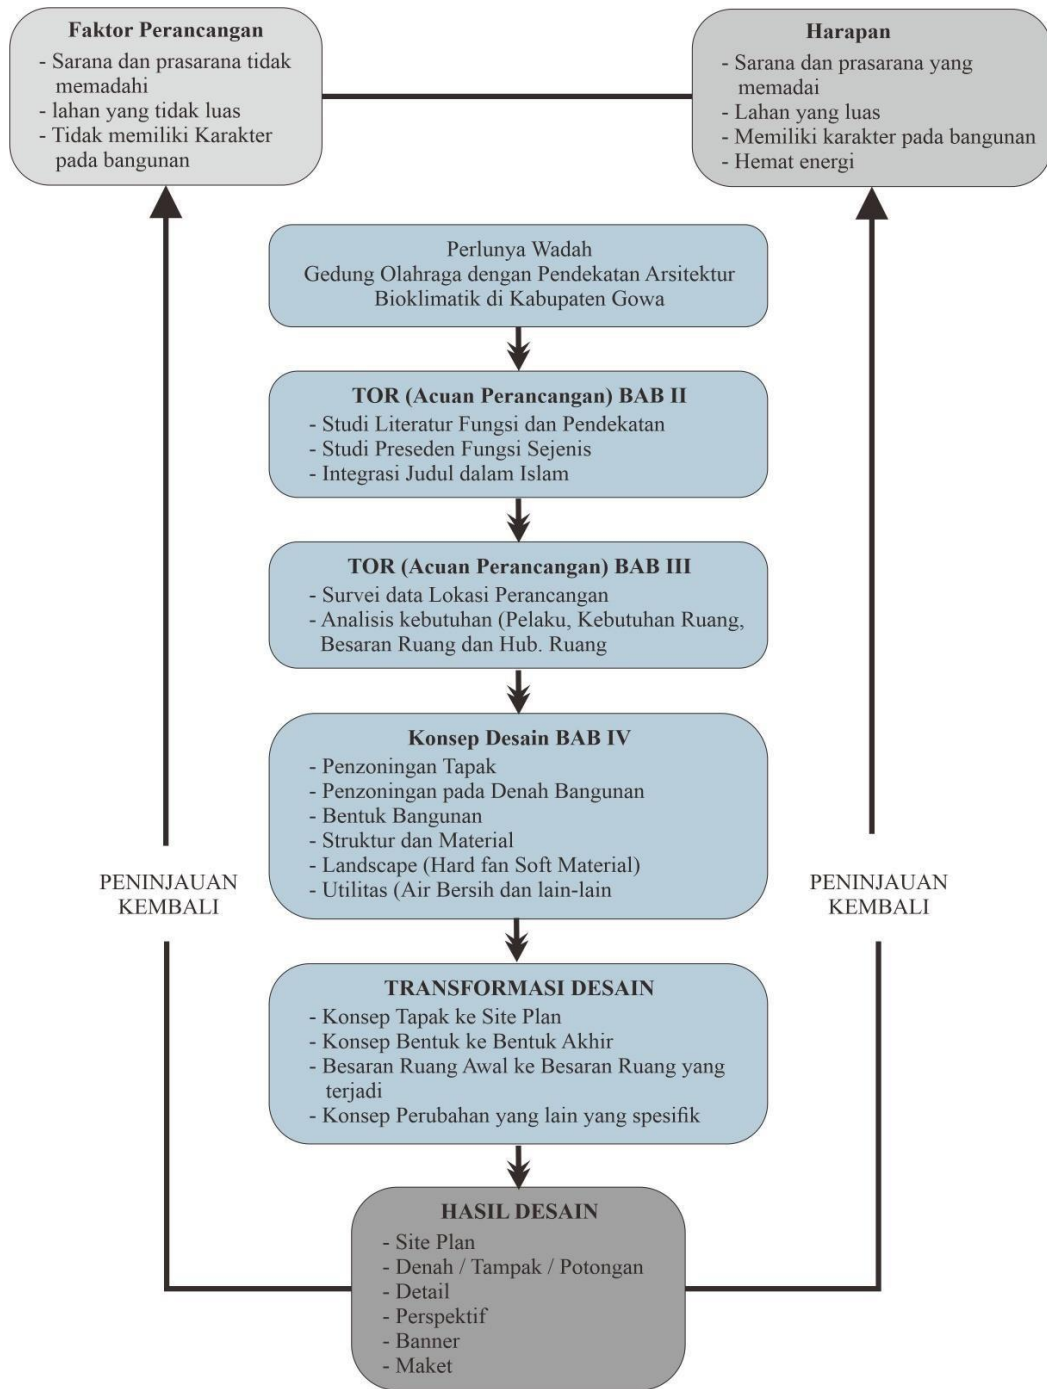 Faktor Perancangan
- Sarana dan prasarana tidak
memadahi
- lahan yang tidak luas
- Tidak memiliki Karakter
pada bangunan
Harapan
- Sarana dan prasarana yang
memadai
- Lahan yang luas
- Memiliki karakter pada bangunan
- Hemat energi
Perlunya Wadah
Gedung Olahraga dengan Pendekatan Arsitektur
Bioklimatik di Kabupaten Gowa
TOR (Acuan Perancangan) BAB II
- Studi Literatur Fungsi dan Pendekatan
- Studi Preseden Fungsi Sejenis
- Integrasi Judul dalam Islam
TOR (Acuan Perancangan) BAB III
- Survei data Lokasi Perancangan
- Analisis kebutuhan (Pelaku, Kebutuhan Ruang,
Besaran Ruang dan Hub. Ruang
Konsep Desain BAB IV
- Penzoningan Tapak
- Penzoningan pada Denah Bangunan
- Bentuk Bangunan
- Struktur dan Material
- Landscape (Hard fan Soft Material)
- Utilitas (Air Bersih dan lain-lain
PENINJAUAN
KEMBALI
PENINJAUAN
KEMBALI
TRANSFORMASI DESAIN
- Konsep Tapak ke Site Plan
- Konsep Bentuk ke Bentuk Akhir
- Besaran Ruang Awal ke Besaran Ruang yang
terjadi
- Konsep Perubahan yang lain yang spesifik
HASIL DESAIN
- Site Plan
- Denah / Tampak / Potongan
- Detail
- Perspektif
- Banner
- Maket